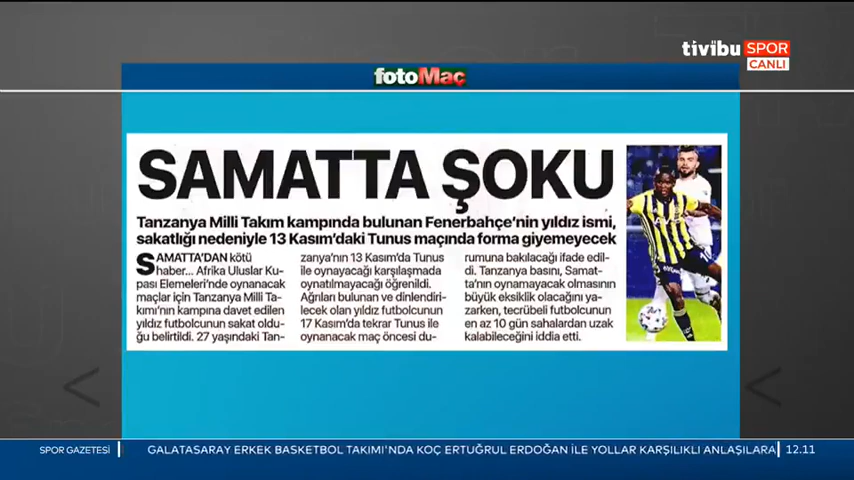 tivibu SPOR
CANLI
fotoMaç
SAMATTA ŞOKU
Tanzanya Milli Takım kampında bulunan Fenerbahçe'nin yıldız ismi,
sakatlığı nedeniyle 13 Kasım'daki Tunus maçında forma giyemeyecek
SAMATTA'DAN kötü
haber... Afrika Uluslar Ku-
pası Elemeleri'nde oynanacak
maçlar için Tanzanya Milli Ta-
kımı'nın kampına davet edilen
yıldız futbolcunun sakat oldu-
ğu belirtildi. 27 yaşındaki Tan-
zanya'nın 13 Kasım'da Tunus
ile oynayacağı karşılaşmada
oynatılmayacağı öğrenildi.
Ağrıları bulunan ve dinlendiri-
lecek olan yıldız futbolcunun
17 Kasım'da tekrar Tunus ile
oynanacak maç öncesi du-
rumuna bakılacağı ifade edil-
di. Tanzanya basını, Samat-
ta'nın oynamayacak olmasının
büyük eksiklik olacağını ya-
zarken, tecrübeli futbolcunun
en az 10 gün sahalardan uzak
kalabileceğini iddia etti.
SPOR GAZETESİ GALATASARAY ERKEK BASKETBOL TAKIMI'NDA KOÇ ERTUĞRUL ERDOĞAN İLE YOLLAR KARŞILIKLI ANLAŞILARA 12.11